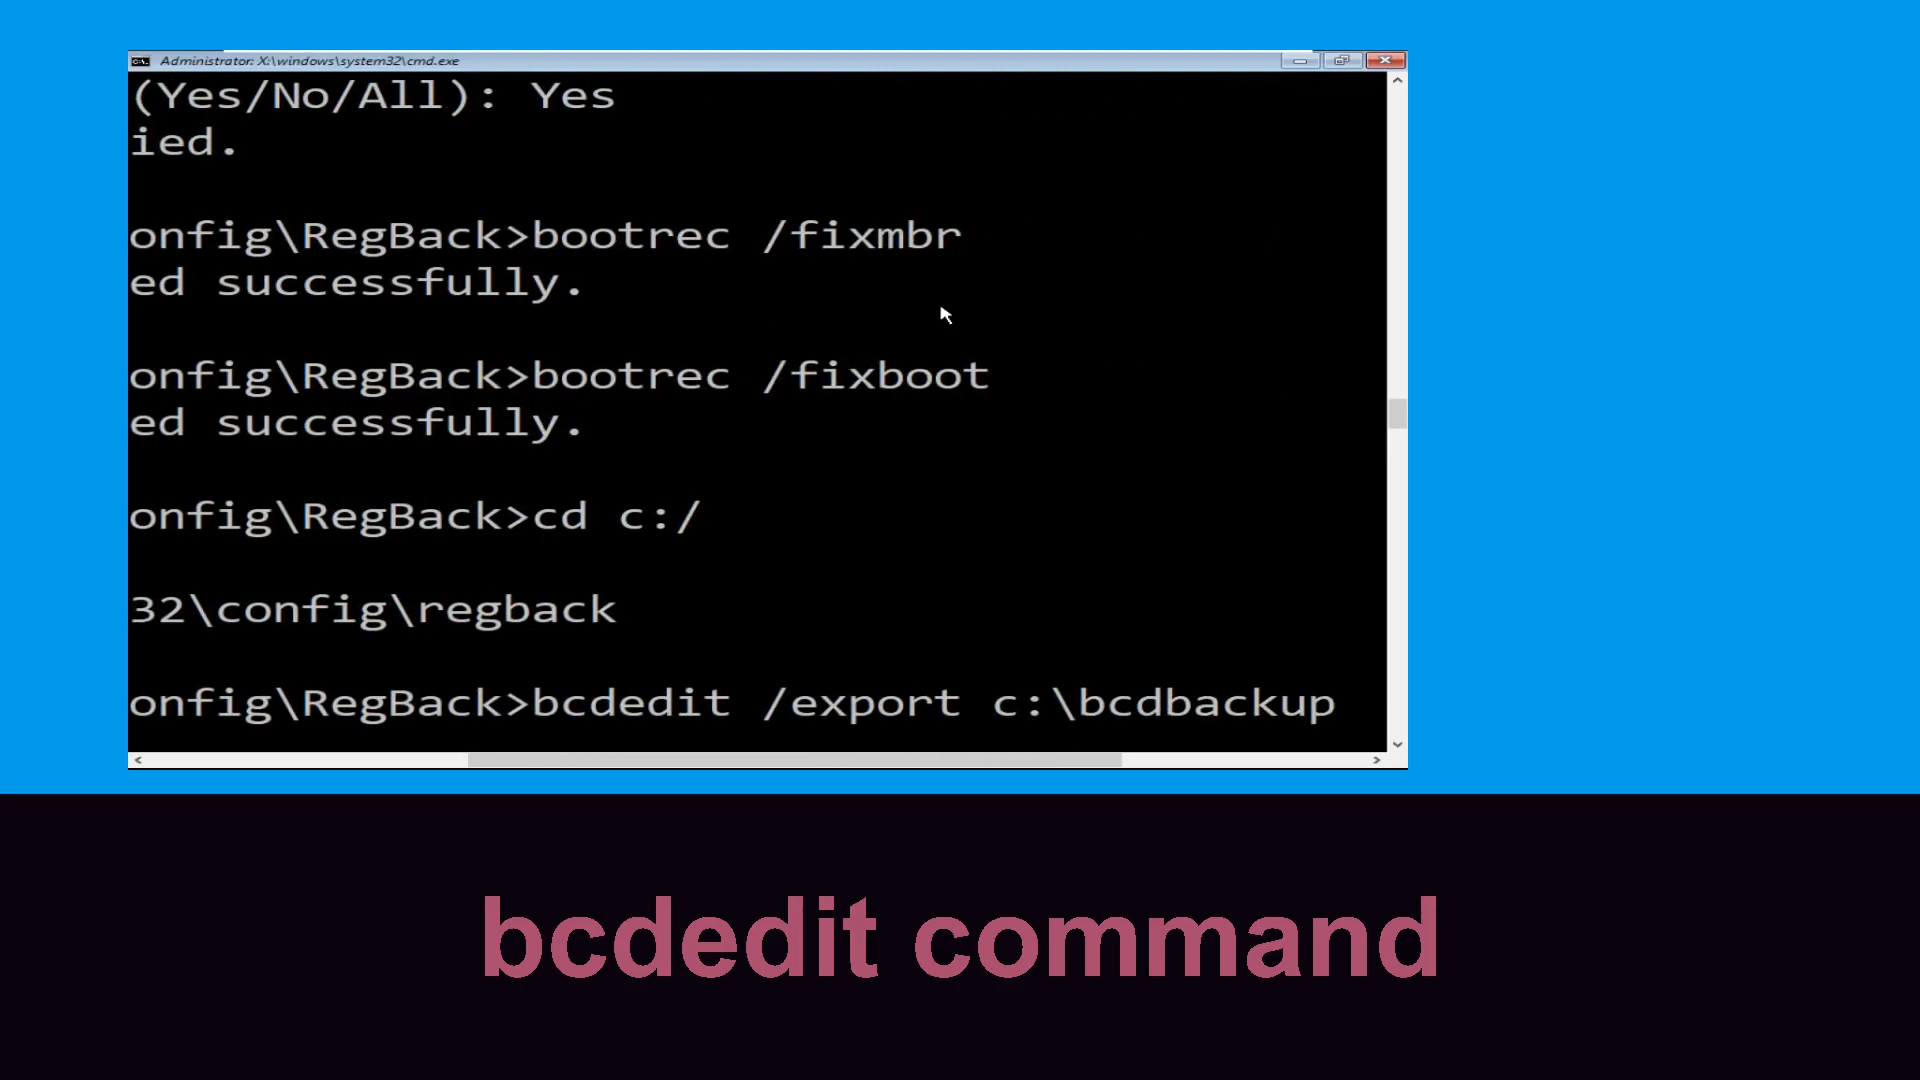 Administrator: X:\windows\system32\cmd.exe
(Yes/No/All): Yes
ied.
onfig\RegBack>bootrec /fixmbr
ed successfully.
onfig\RegBack>bootrec /fixboot
ed successfully.
onfig\RegBack>cd c:/
32\config\regback
onfig\RegBack>bcdedit /export c:\bcdbackup
bcdedit command